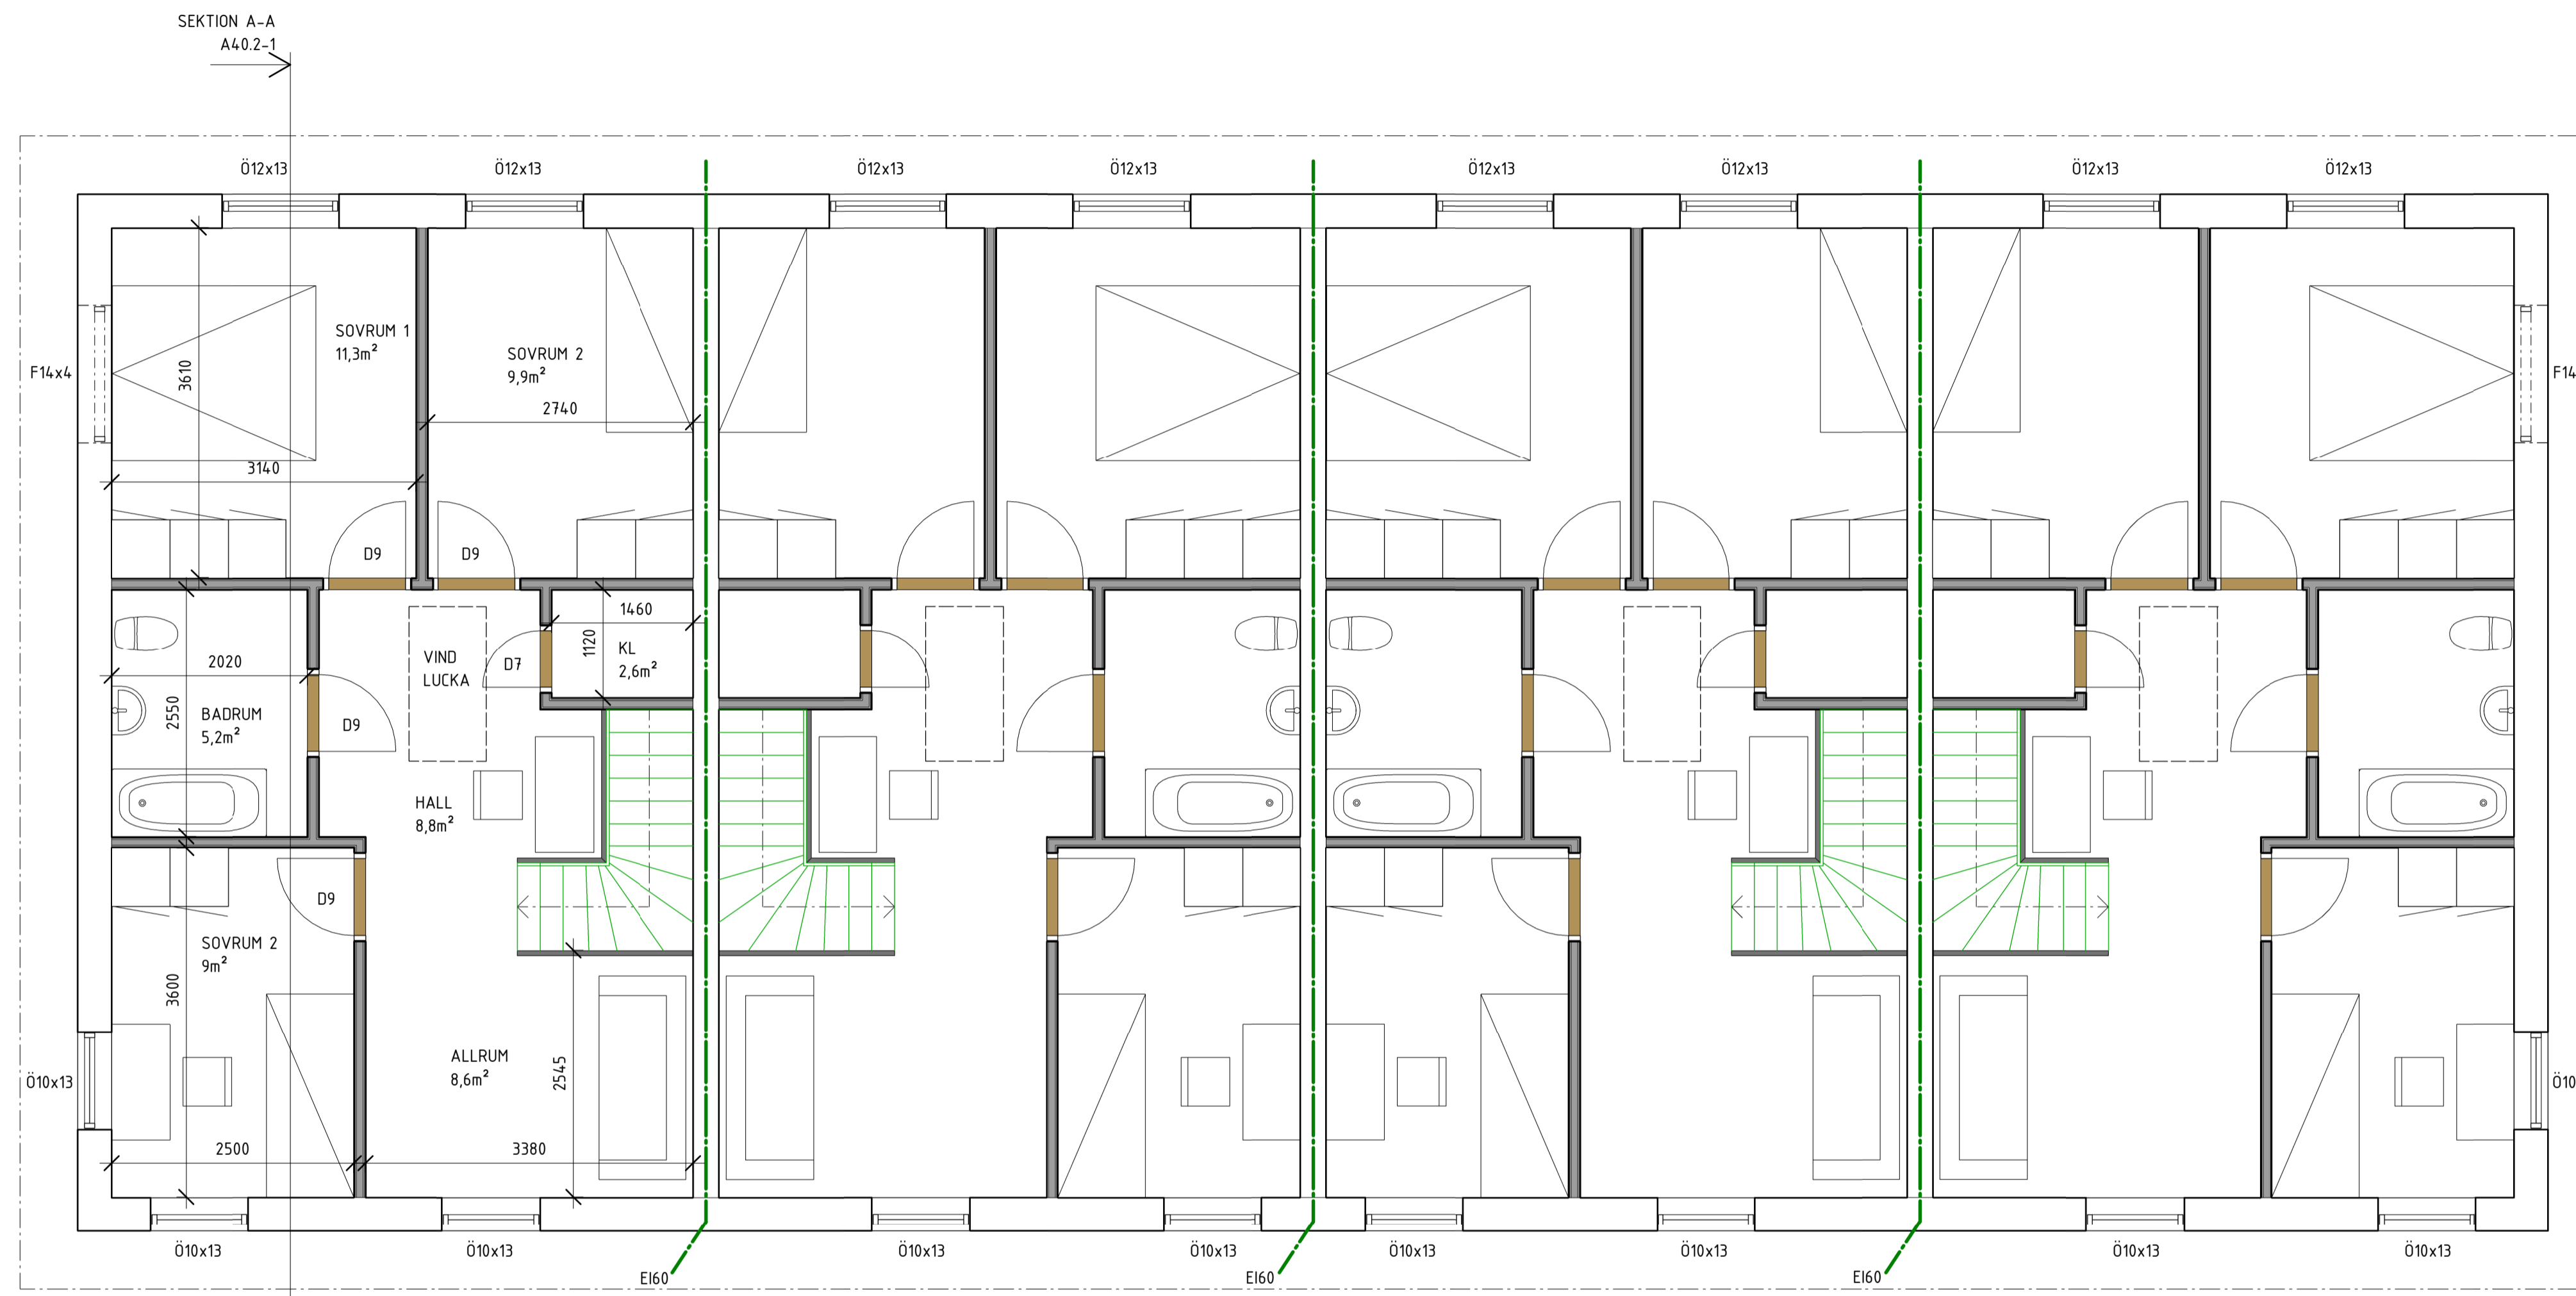 SEKTION A-A
A40.2-1
Ö12x13
Ö12x13
Ö12x13
Ö12x13
Ö12x13
Ö12x13
Ö12x13
Ö12x13
SOVRUM 1
11,3m²
SOVRUM 2
9,9m²
F14x4
3610
F14
2740
3140
D9
D9
1460
1120
KL
2,6m²
VIND
LUCKA
D7
2020
2550
BADRUM
5,2m²
D9
HALL
8,8m²
D9
SOVRUM 2
9m²
3600
ALLRUM
8,6m²
2545
Ö10x13
Ö10
2500
3380
Ö10x13
Ö10x13
Ö10x13
Ö10x13
Ö10x13
Ö10x13
Ö10x13
Ö10x13
EI60
EI60
EI60